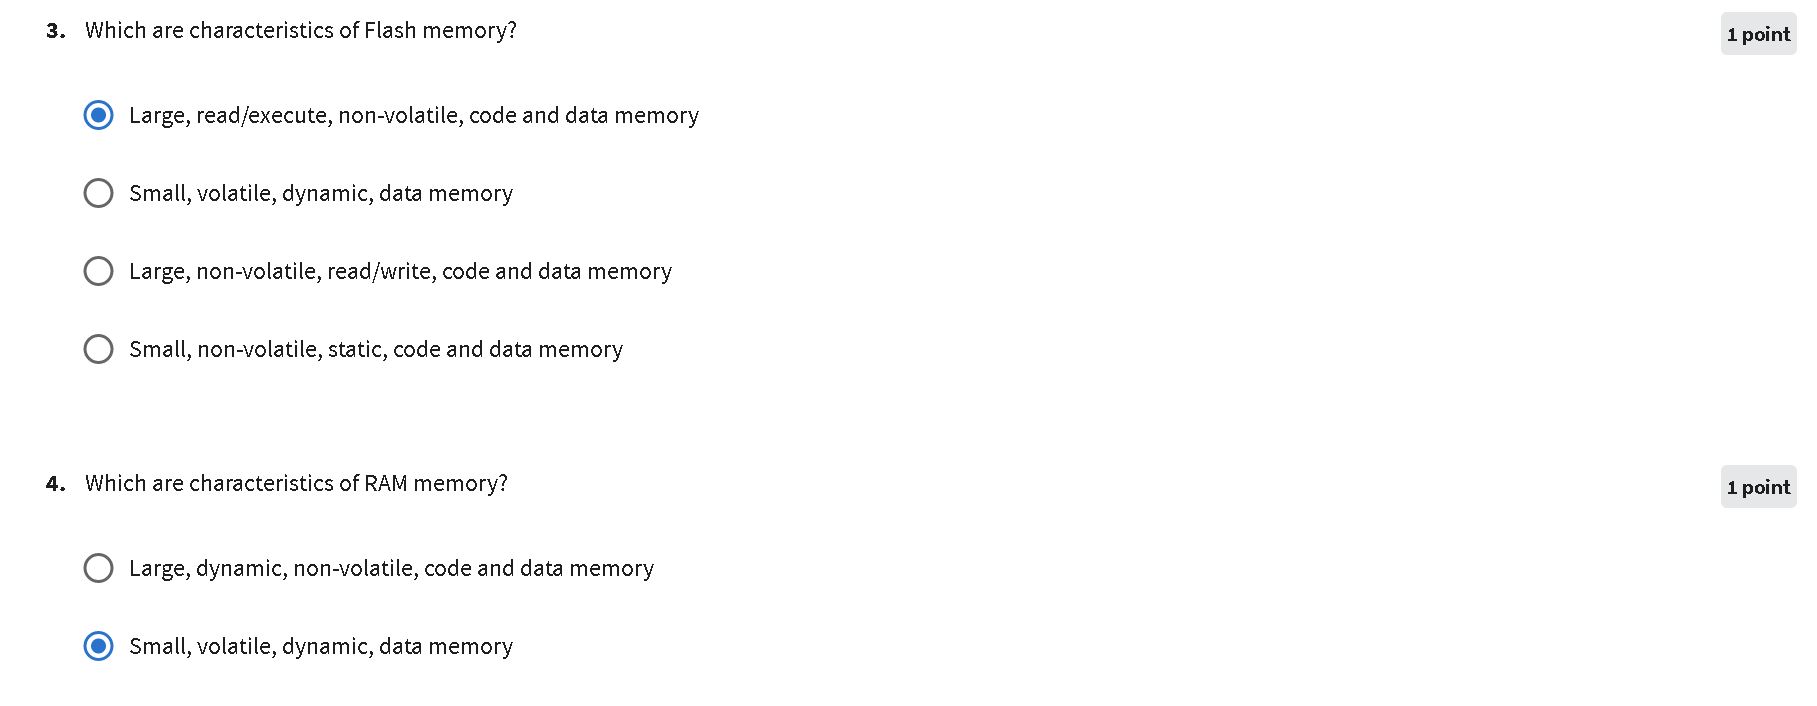 3. Which are characteristics of Flash memory?
1 point
Large, read/execute, non-volatile, code and data memory
Small, volatile, dynamic, data memory
Large, non-volatile, read/write, code and data memory
Small, non-volatile, static, code and data memory
4. Which are characteristics of RAM memory?
1 point
Large, dynamic, non-volatile, code and data memory
Small, volatile, dynamic, data memory